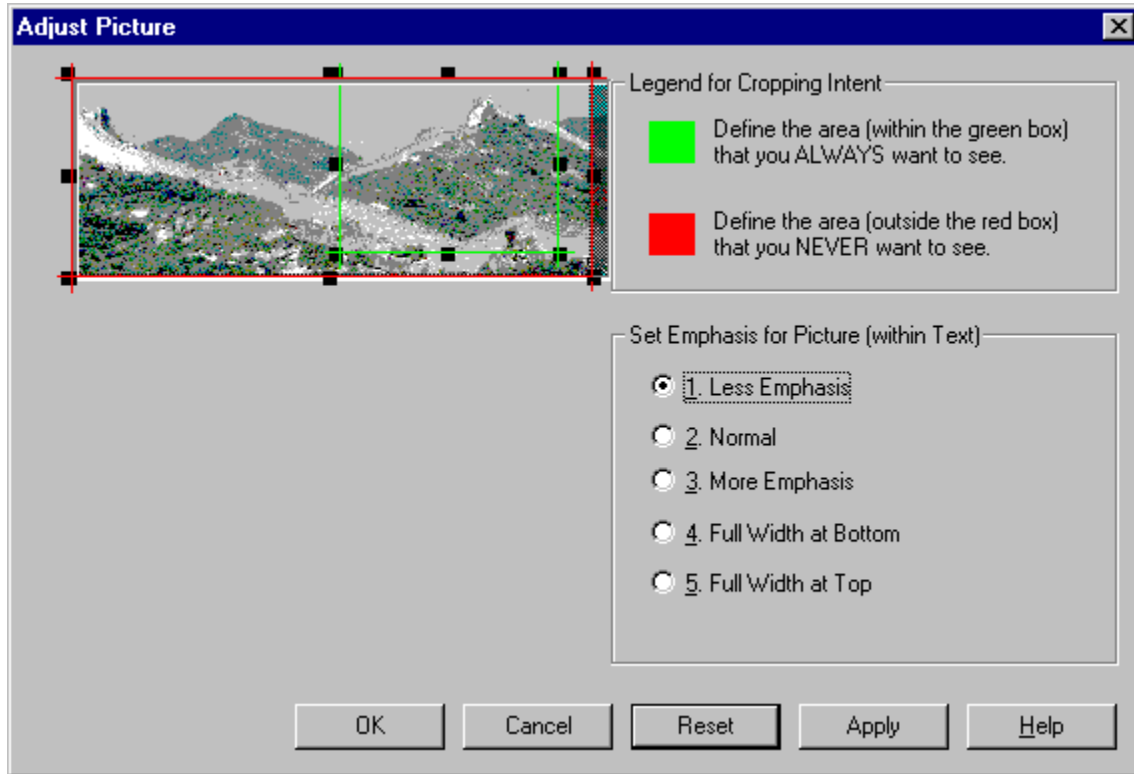 Adjust Picture
Legend for Cropping Intent
Define the area (within the green box)
that you ALWAYS want to see.
Define the area (outside the red box)
that you NEVER want to see.
Set Emphasis for Picture (within Text)
1. Less Emphasis
2. Normal
3. More Emphasis
4. Full Width at Bottom
5. Full Width at Top
OK
Cancel
Reset
Apply
Help